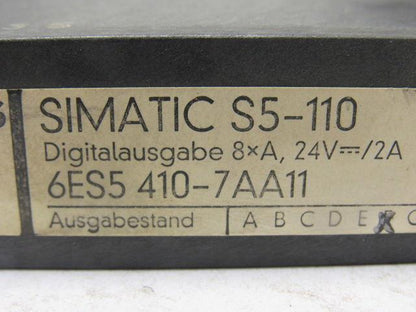 SIMATIC S5-110
Digitalausgabe 8×A, 24V⎓/2A
6ES5 410-7AA11
Ausgabestand A B C D E